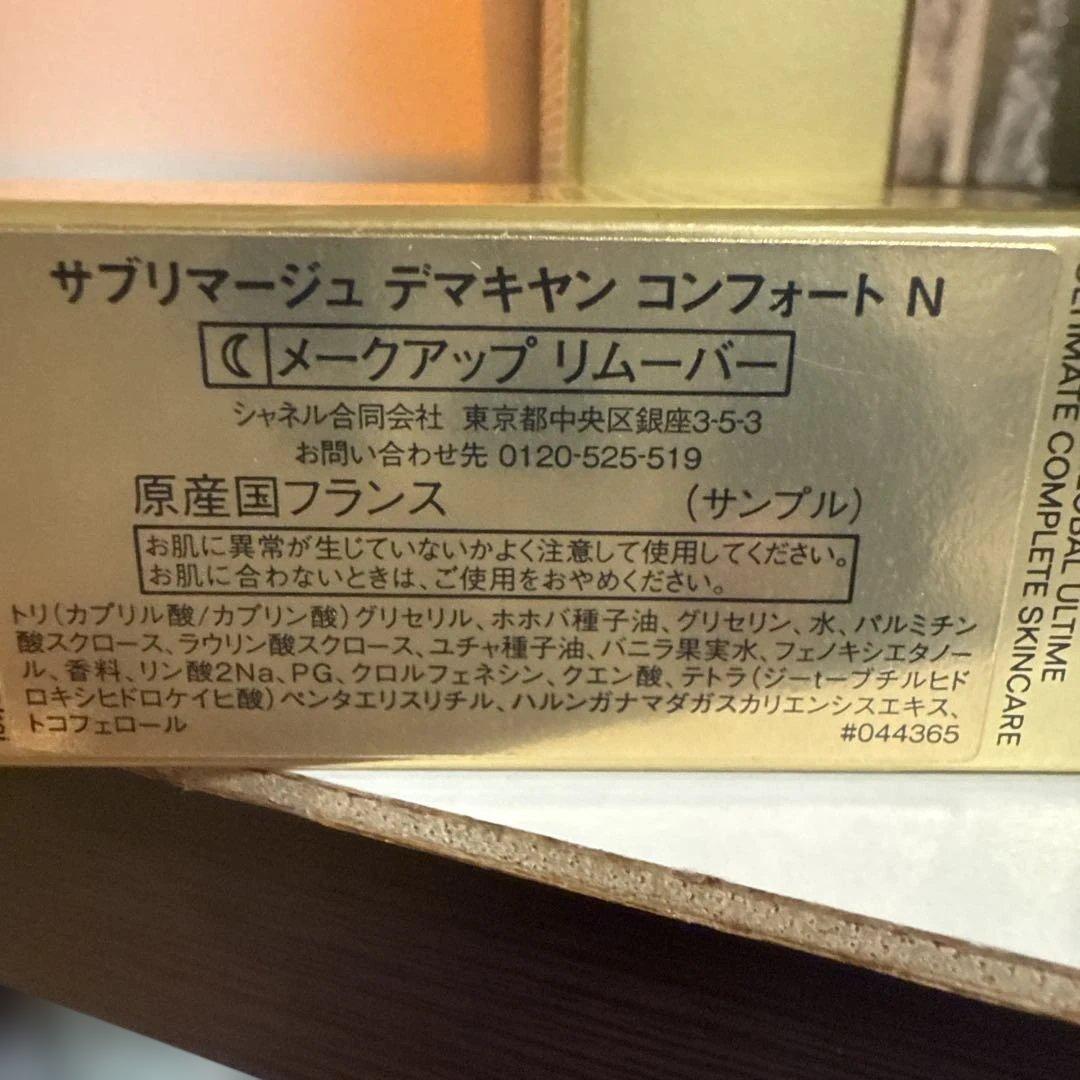 サブリマージュ デマキヤン コンフォート N
メークアップ リムーバー
シャネル合同会社 東京都中央区銀座3-5-3
お問い合わせ先 0120-525-519
原産国フランス (サンプル)
お肌に異常が生じていないかよく注意して使用してください。
お肌に合わないときは、ご使用をおやめください。
トリ(カプリル酸/カプリン酸)グリセリル、ホホバ種子油、グリセリン、水、パルミチン
酸スクロース、ラウリン酸スクロース、ユチャ種子油、バニラ果実水、フェノキシエタノー
ル、香料、リン酸2Na、PG、クロルフェネシン、クエン酸、テトラ(ジーtーブチルヒド
ロキシヒドロケイヒ酸)ペンタエリスリチル、ハルンガナマダガスカリエンシスエキス、
トコフェロール
#044365
ULTIME
ULTIMATE COMPLETE SKINCARE